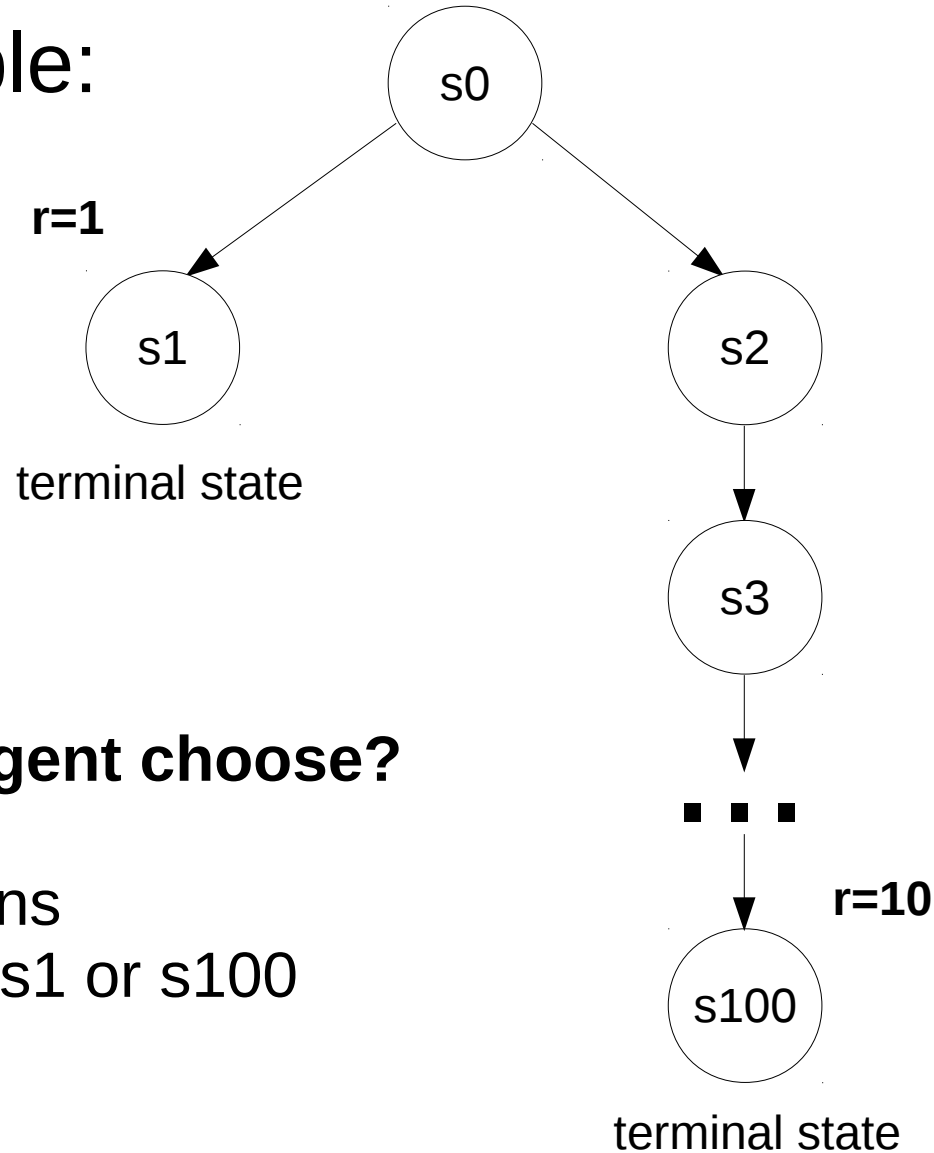 ple:
s0
r=1
s1
s2
terminal state
s3
gent choose?
...
ns
r=10
s1 or s100
s100
terminal state